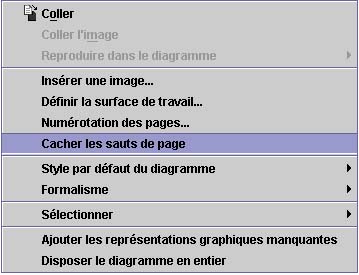 Coller
Coller l'image
Reproduire dans le diagramme
Insérer une image...
Définir la surface de travail...
Numérotation des pages...
Cacher les sauts de page
Style par défaut du diagramme
Formalisme
Sélectionner
Ajouter les représentations graphiques manquantes
Disposer le diagramme en entier